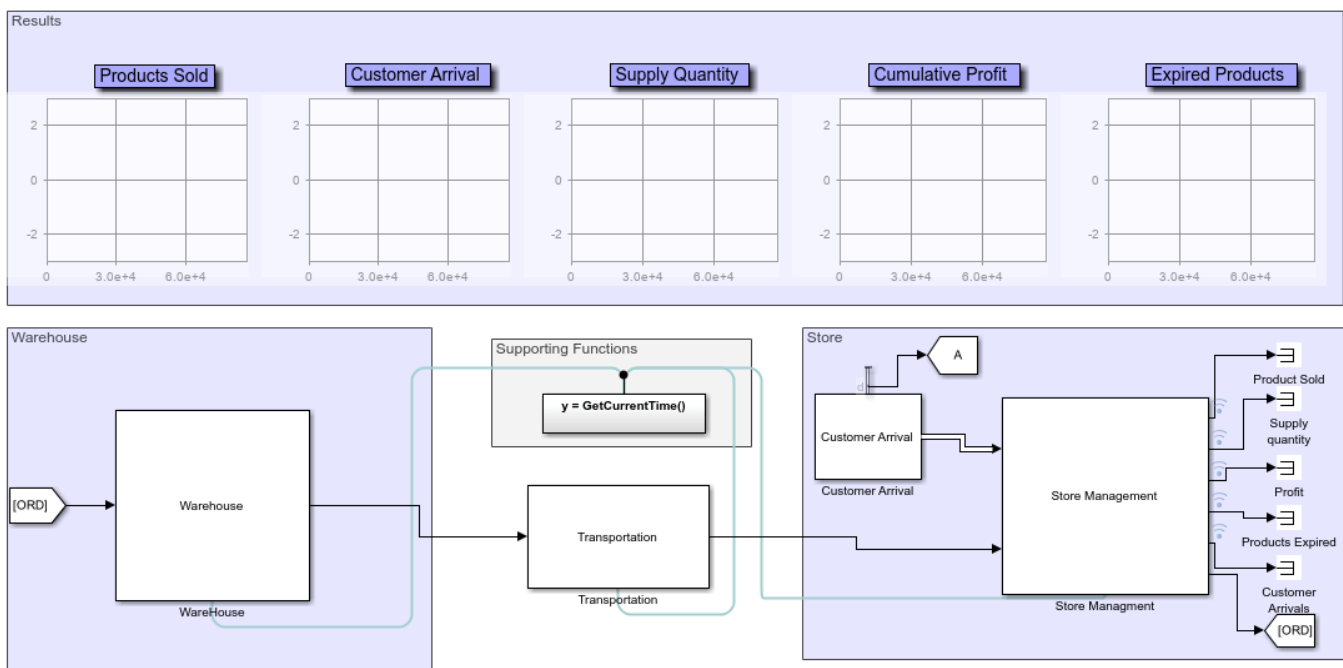 Results
Products Sold
Customer Arrival
Supply Quantity
Cumulative Profit
Expired Products
2
0
-2
0
3.0e+4
6.0e+4
2
0
-2
0
3.0e+4
6.0e+4
2
0
-2
0
3.0e+4
6.0e+4
2
0
-2
0
3.0e+4
6.0e+4
2
0
-2
0
3.0e+4
6.0e+4
Warehouse
[ORD]
Warehouse
WareHouse
Supporting Functions
y = GetCurrentTime()
Transportation
Transportation
Store
A
d
Customer Arrival
Customer Arrival
Store Management
Store Managment
Product Sold
Supply
quantity
Profit
Products Expired
Customer
Arrivals
[ORD]